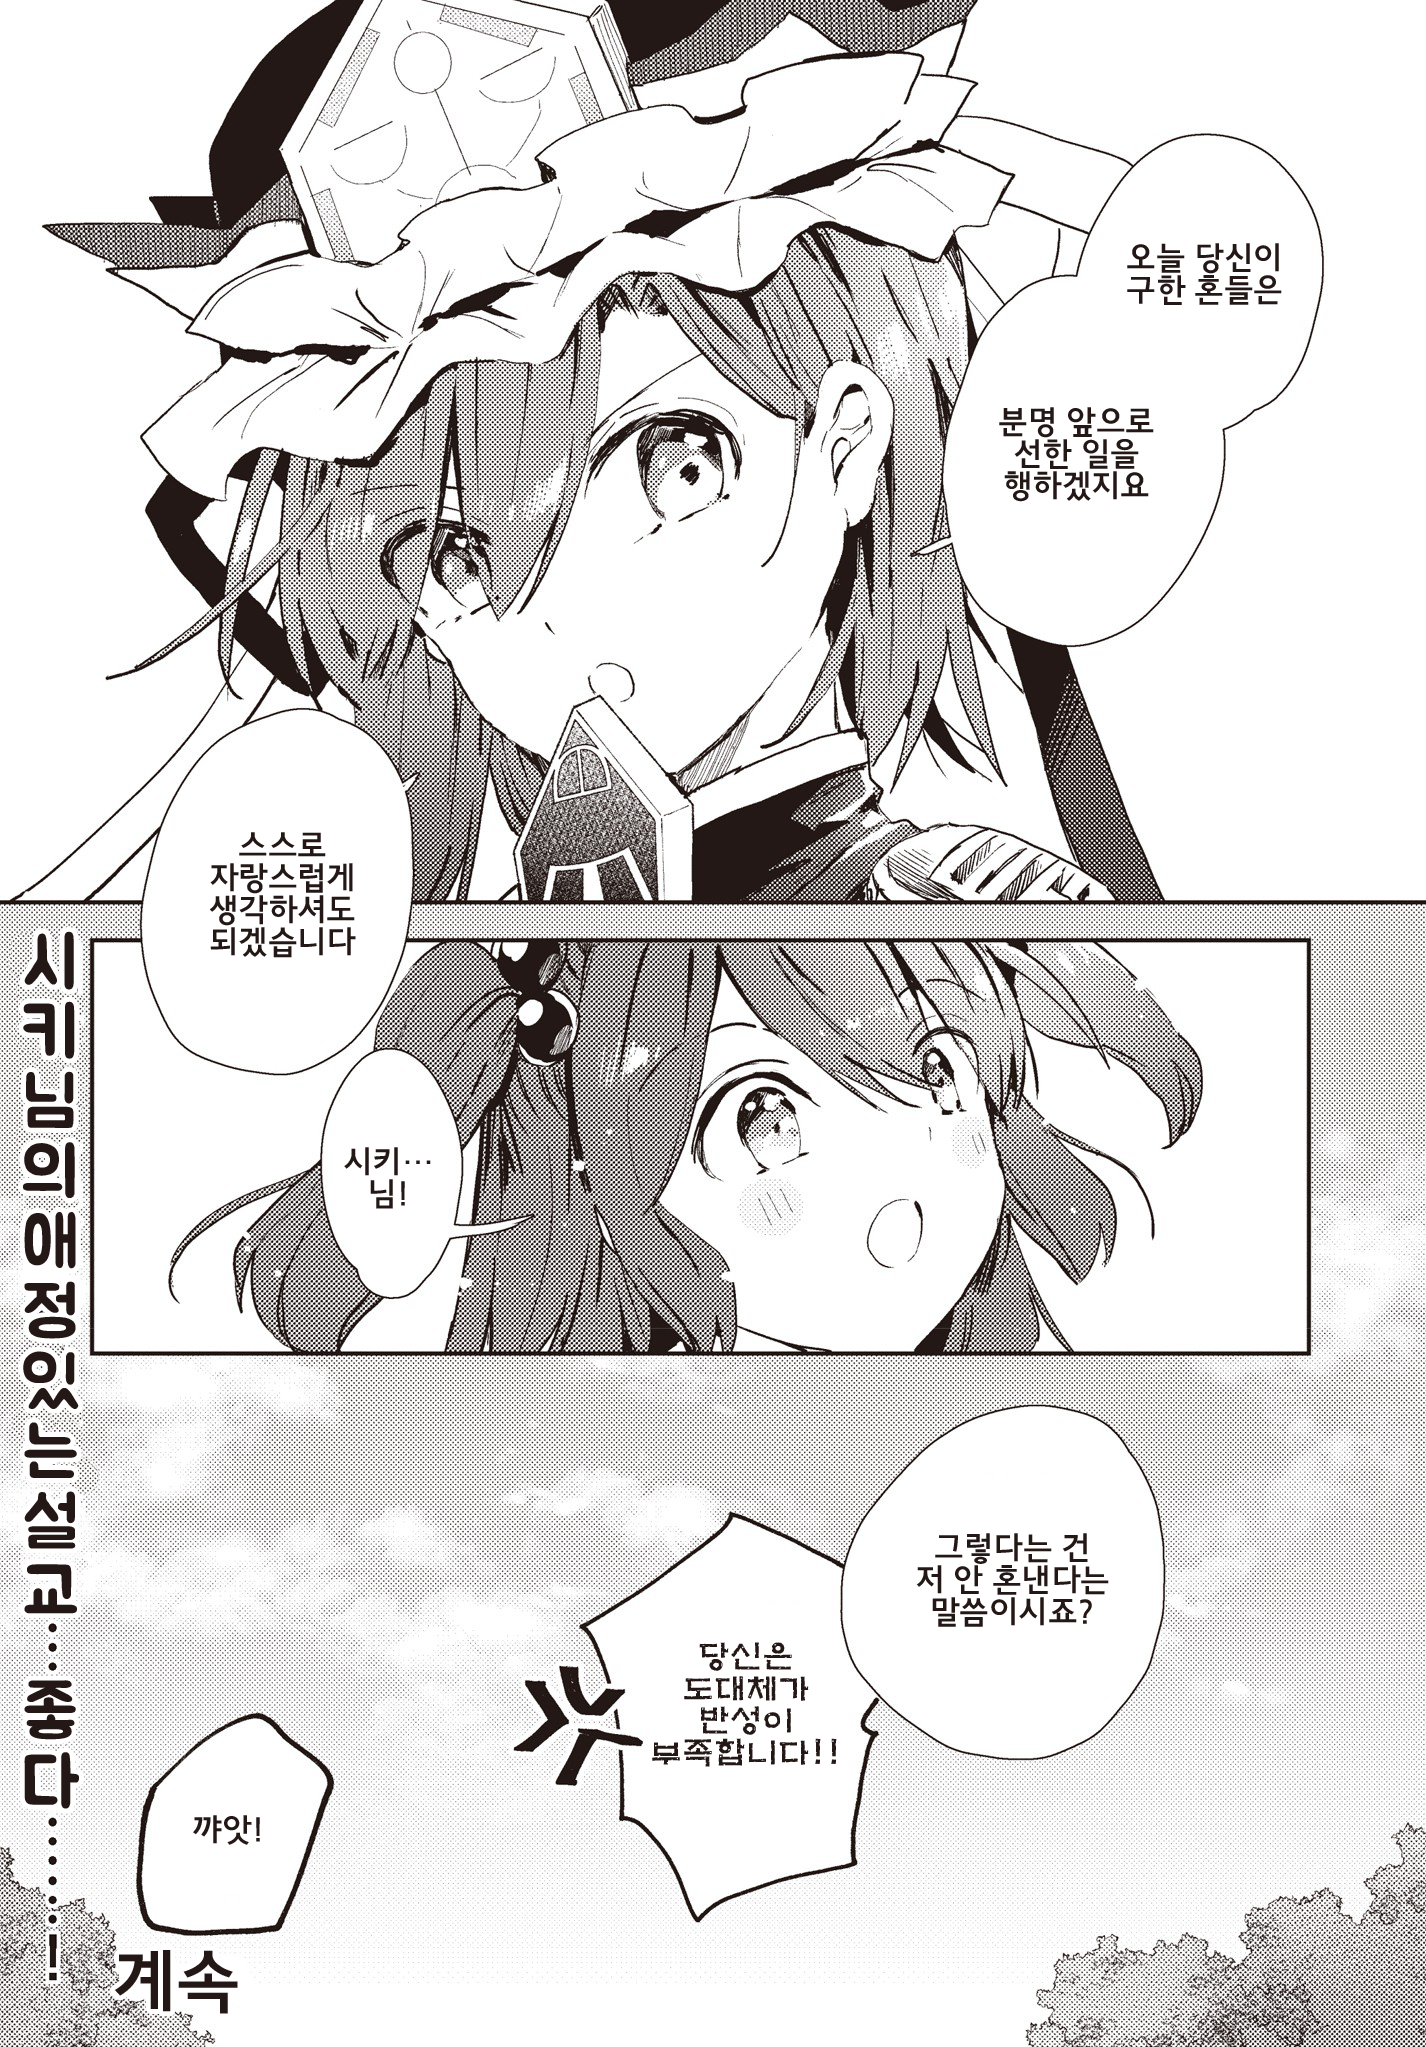 오늘 당신이
구한 혼들은
분명 앞으로
선한 일을
행하겠지요
스스로
자랑스럽게
생각하셔도
되겠습니다
시키…
님!
그렇다는 건
저 안 혼낸다는
말씀이시죠?
당신은
도대체가
반성이
부족합니다!!
꺄앗!
시키님의 애정있는 설교……좋다………!
계속